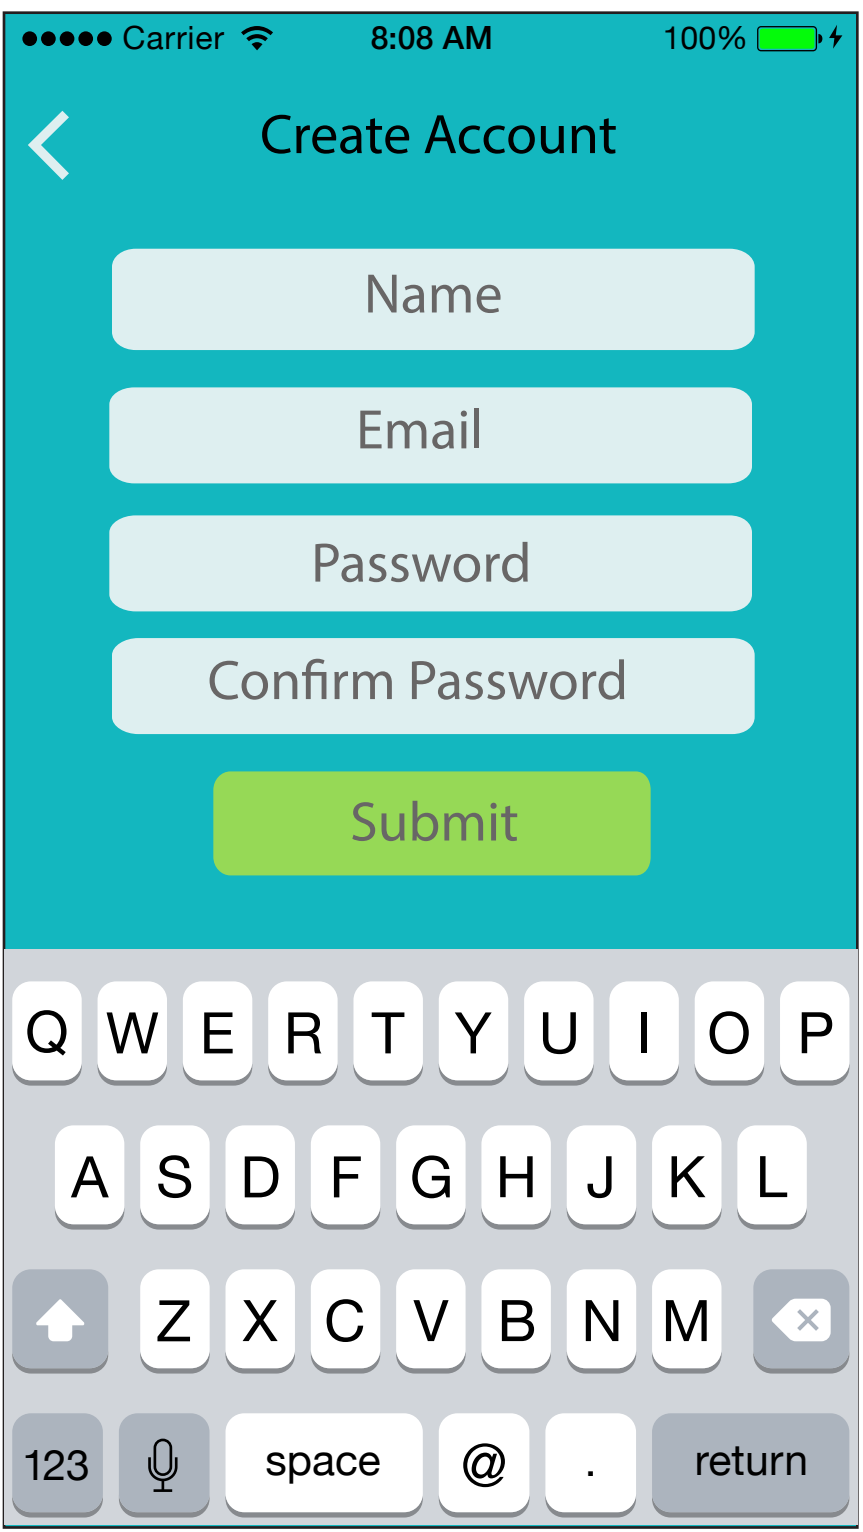 Carrier 8:08 AM 100%
Create Account
Name
Email
Password
Confirm Password
Submit
Q W E R T Y U I O P
A S D F G H J K L
Z X C V B N M
123 space @ . return